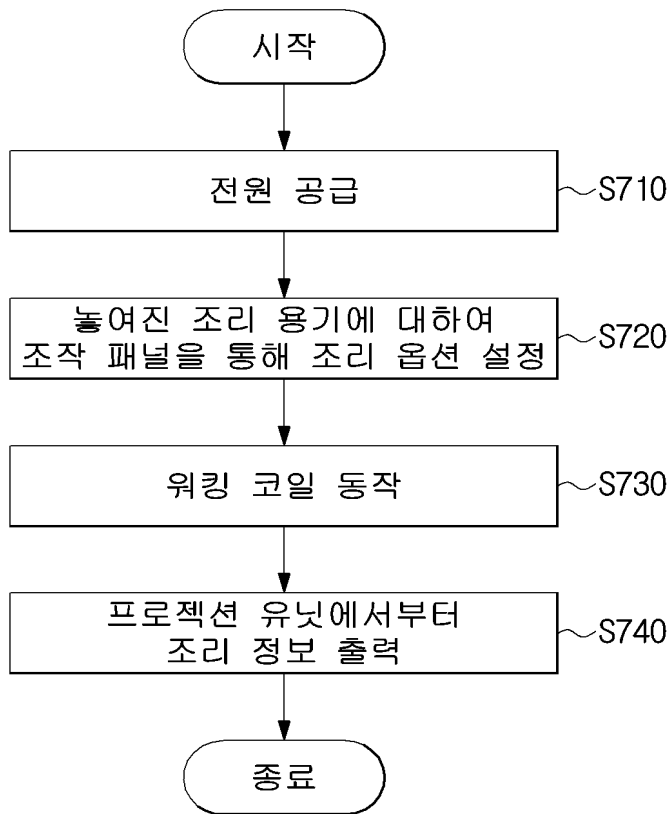 시작
전원 공급
S710
놓여진 조리 용기에 대하여
조작 패널을 통해 조리 옵션 설정
S720
워킹 코일 동작
S730
프로젝션 유닛에서부터
조리 정보 출력
S740
종료